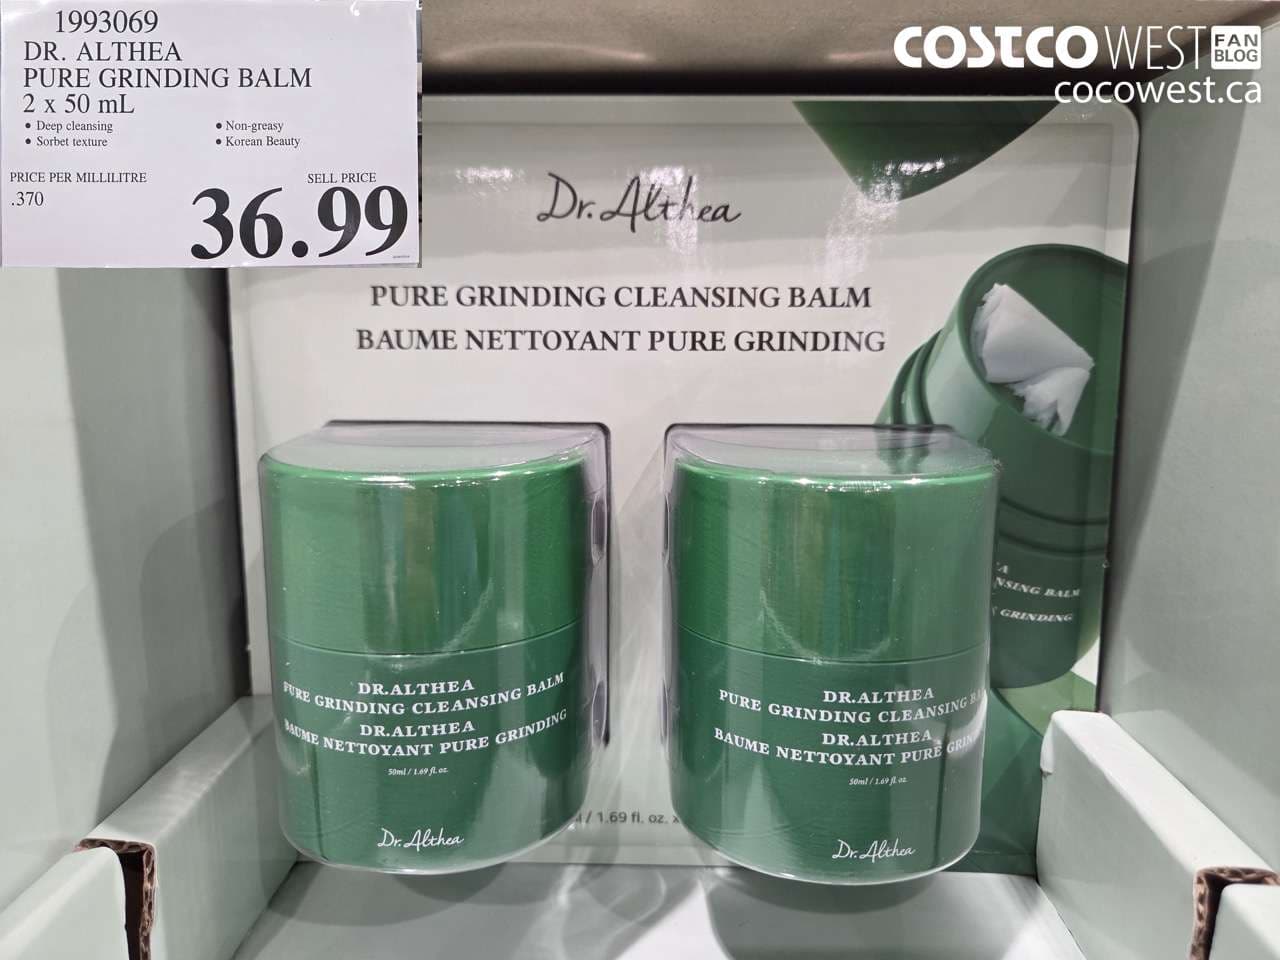 1993069
DR. ALTHEA
PURE GRINDING BALM
2 x 50 mL
• Deep cleansing
• Non-greasy
• Sorbet texture
• Korean Beauty
PRICE PER MILLILITRE
SELL PRICE
.370
36.99
COSTCO WEST FAN BLOG
cocowest.ca
Dr. Althea
PURE GRINDING CLEANSING BALM
BAUME NETTOYANT PURE GRINDING
DR.ALTHEA
PURE GRINDING CLEANSING BALM
DR.ALTHEA
BAUME NETTOYANT PURE GRINDING
50ml / 1.69 fl. oz.
Dr. Althea
DR.ALTHEA
PURE GRINDING CLEANSING BA
DR.ALTHEA
BAUME NETTOYANT PURE GRIN
50ml / 1.69 fl. oz.
Dr. Althea
A
NSING BALM
GRINDING
/ 1.69 fl. oz. x